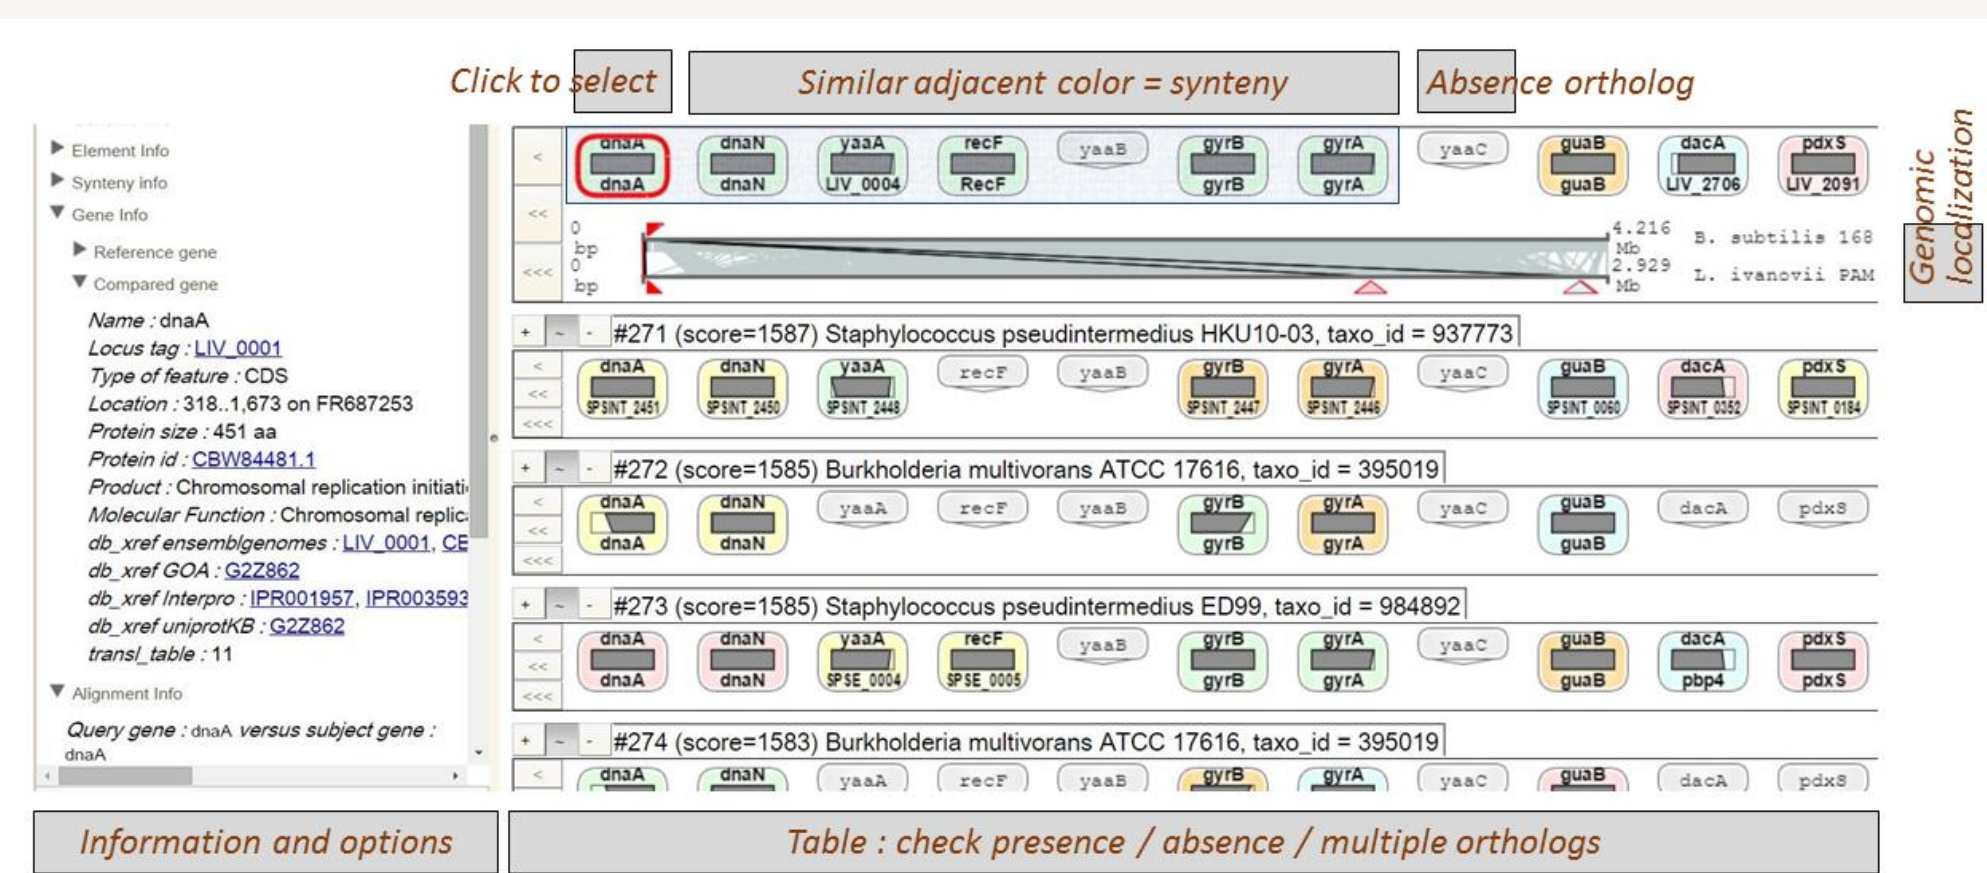 Click to select
Similar adjacent color = synteny
Absence ortholog
Genomic
localization
Element Info
Synteny info
Gene Info
Reference gene
Compared gene
Name : dnaA
Locus tag : LIV_0001
Type of feature : CDS
Location : 318..1,673 on FR687253
Protein size : 451 aa
Protein id : CBW84481.1
Product : Chromosomal replication initiati
Molecular Function : Chromosomal replic
db_xref ensemblgenomes : LIV_0001, CE
db_xref GOA : G2Z862
db_xref Interpro : IPR001957, IPR003593
db_xref uniprotKB : G2Z862
transl_table : 11
Alignment Info
Query gene : dnaA versus subject gene :
dnaA
< dnaA dnaN yaaA recF yaaB gyrB gyrA yaaC guaB dacA pdxS
dnaA dnaN LIV_0004 RecF gyrB gyrA guaB LIV_2706 LIV_2091
<<
0 bp 4.216 Mb B. subtilis 168
<<< 0 bp 2.929 Mb L. ivanovii PAM
+ ~ - #271 (score=1587) Staphylococcus pseudintermedius HKU10-03, taxo_id = 937773
< dnaA dnaN yaaA recF yaaB gyrB gyrA yaaC guaB dacA pdxS
<< SPSINT_2451 SPSINT_2450 SPSINT_2448 SPSINT_2447 SPSINT_2446 SPSINT_0060 SPSINT_0352 SPSINT_0184
<<<
+ ~ - #272 (score=1585) Burkholderia multivorans ATCC 17616, taxo_id = 395019
< dnaA dnaN yaaA recF yaaB gyrB gyrA yaaC guaB dacA pdxS
<< dnaA dnaN gyrB gyrA guaB
<<<
+ ~ - #273 (score=1585) Staphylococcus pseudintermedius ED99, taxo_id = 984892
< dnaA dnaN yaaA recF yaaB gyrB gyrA yaaC guaB dacA pdxS
<< dnaA dnaN SPSE_0004 SPSE_0005 gyrB gyrA guaB pbp4 pdxS
<<<
+ ~ - #274 (score=1583) Burkholderia multivorans ATCC 17616, taxo_id = 395019
< dnaA dnaN yaaA recF yaaB gyrB gyrA yaaC guaB dacA pdxS
Information and options
Table : check presence / absence / multiple orthologs